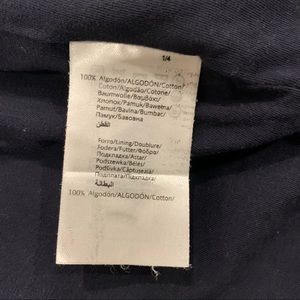 1/4
100% Algodón/ALGODÓN/Cotton/
Coton/Algodão/Cotone/
Baumwolle/Βαμβάκι/
Хлопок/Pamuk/Bawełna/
Pamut/Bavlna/Bumbac/
Памук/Бавовна
القطن
Forro/Lining/Doublure/
Fodera/Futter/Φόδρα/
Подкладка/Astar/
Podszewka/Bélés/
Podšívka/Căptușeală/
Подплата/Підкладка/
البطانة
100% Algodón/ALGODÓN/Cotton/